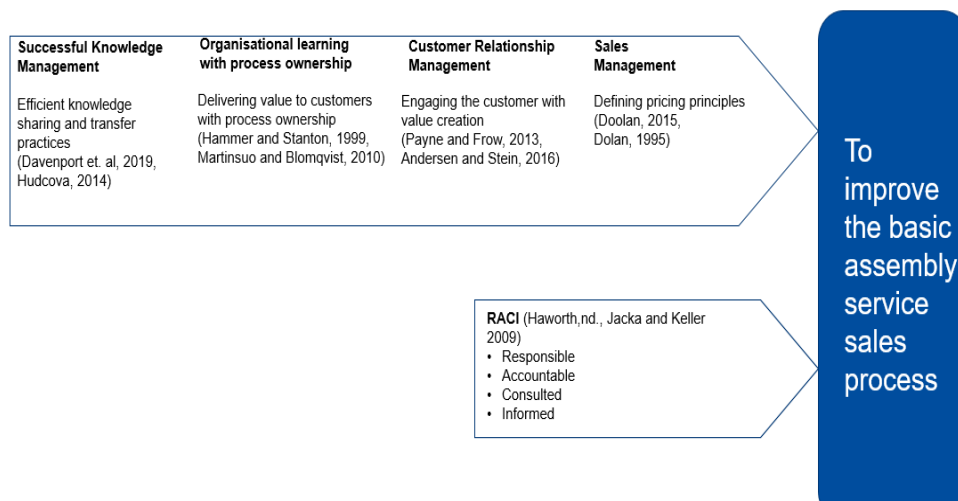 Successful Knowledge
Management
Efficient knowledge
sharing and transfer
practices
(Davenport et. al, 2019,
Hudcova, 2014)
Organisational learning
with process ownership
Delivering value to customers
with process ownership
(Hammer and Stanton, 1999,
Martinsuo and Blomqvist, 2010)
Customer Relationship
Management
Engaging the customer with
value creation
(Payne and Frow, 2013,
Andersen and Stein, 2016)
Sales
Management
Defining pricing principles
(Doolan, 2015,
Dolan, 1995)
RACI (Haworth,nd., Jacka and Keller
2009)
• Responsible
• Accountable
• Consulted
• Informed
To
improve
the basic
assembly
service
sales
process